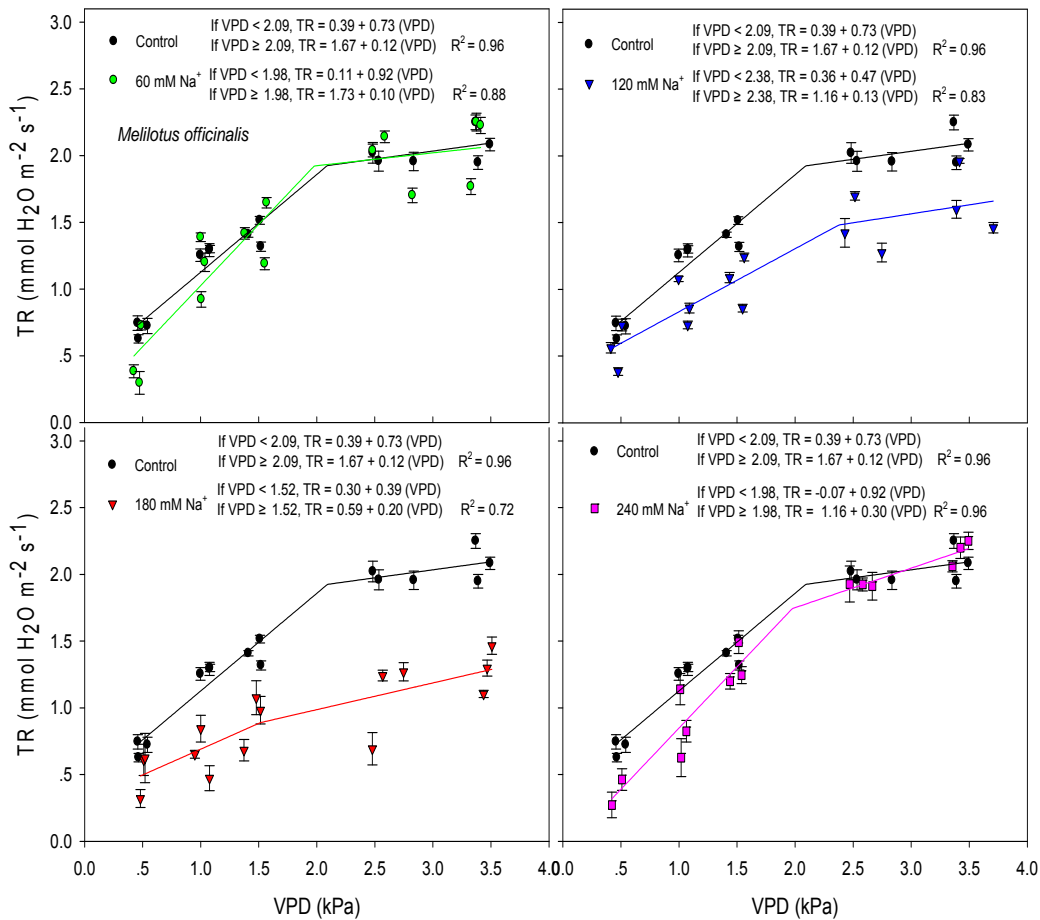 If VPD < 2.09, TR = 0.39 + 0.73 (VPD)
Control
If VPD ≥ 2.09, TR = 1.67 + 0.12 (VPD) R² = 0.96
60 mM Na⁺
If VPD < 1.98, TR = 0.11 + 0.92 (VPD)
If VPD ≥ 1.98, TR = 1.73 + 0.10 (VPD) R² = 0.88
Melilotus officinalis
TR (mmol H₂O m⁻² s⁻¹)
3.0
2.5
2.0
1.5
1.0
.5
0.0
If VPD < 2.09, TR = 0.39 + 0.73 (VPD)
Control
If VPD ≥ 2.09, TR = 1.67 + 0.12 (VPD) R² = 0.96
120 mM Na⁺
If VPD < 2.38, TR = 0.36 + 0.47 (VPD)
If VPD ≥ 2.38, TR = 1.16 + 0.13 (VPD) R² = 0.83
If VPD < 2.09, TR = 0.39 + 0.73 (VPD)
Control
If VPD ≥ 2.09, TR = 1.67 + 0.12 (VPD) R² = 0.96
180 mM Na⁺
If VPD < 1.52, TR = 0.30 + 0.39 (VPD)
If VPD ≥ 1.52, TR = 0.59 + 0.20 (VPD) R² = 0.72
TR (mmol H₂O m⁻² s⁻¹)
3.0
2.5
2.0
1.5
1.0
.5
0.0
0.0 .5 1.0 1.5 2.0 2.5 3.0 3.5 4.0
VPD (kPa)
If VPD < 2.09, TR = 0.39 + 0.73 (VPD)
Control
If VPD ≥ 2.09, TR = 1.67 + 0.12 (VPD) R² = 0.96
240 mM Na⁺
If VPD < 1.98, TR = -0.07 + 0.92 (VPD)
If VPD ≥ 1.98, TR = 1.16 + 0.30 (VPD) R² = 0.96
.5 1.0 1.5 2.0 2.5 3.0 3.5 4.0
VPD (kPa)